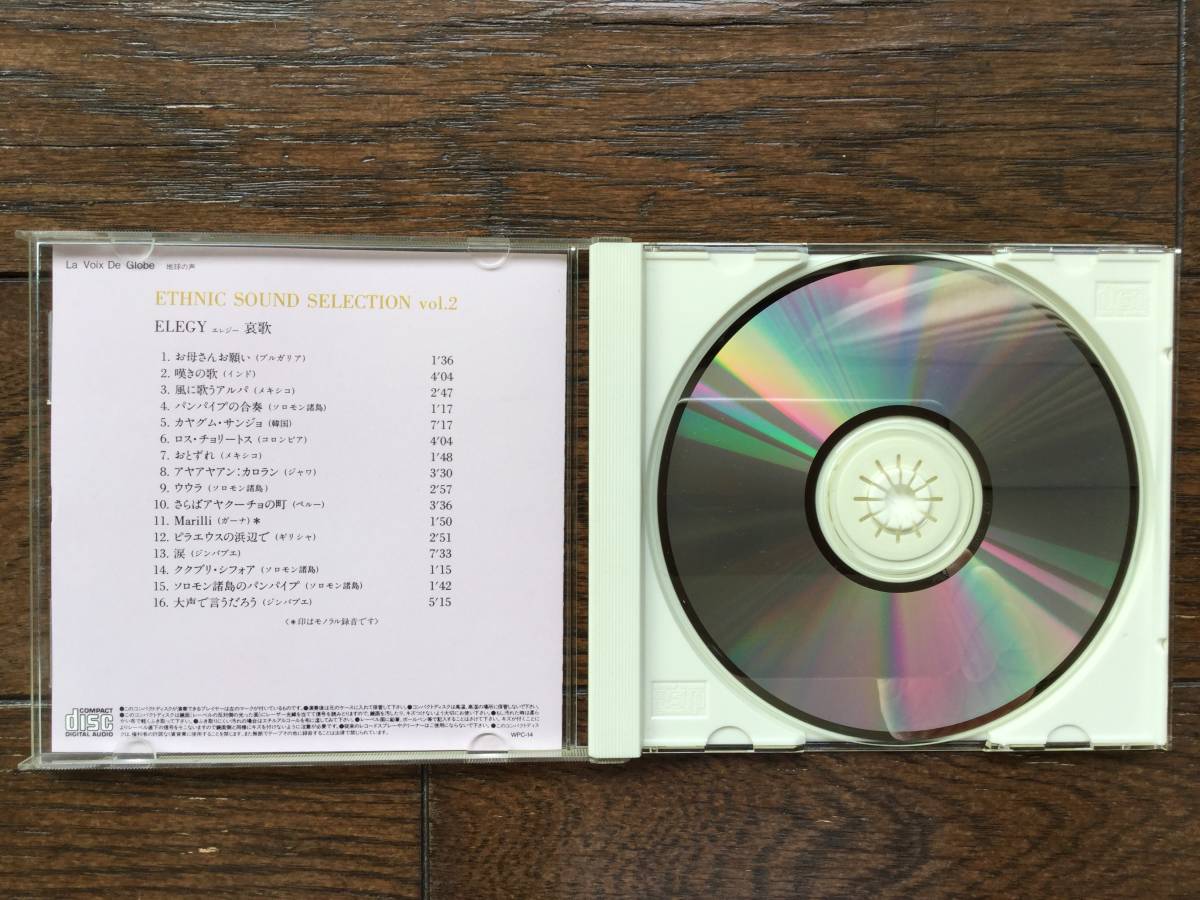 La Voix De Globe 地球の声
ETHNIC SOUND SELECTION vol.2
ELEGY エレジー 哀歌
1. お母さんお願い (ブルガリア) 1'36
2. 嘆きの歌 (インド) 4'04
3. 風に歌うアルパ (メキシコ) 2'47
4. パンパイプの合奏 (ソロモン諸島) 1'17
5. カヤグム・サンジョ (韓国) 7'17
6. ロス・チョリートス (コロンビア) 4'04
7. おとずれ (メキシコ) 1'48
8. アヤアヤアン:カロラン (ジャワ) 3'30
9. ウウラ (ソロモン諸島) 2'57
10. さらばアヤクーチョの町 (ペルー) 3'36
11. Marilli (ガーナ)* 1'50
12. ピラエウスの浜辺で (ギリシャ) 2'51
13. 涙 (ジンバブエ) 7'33
14. ククブリ・シフォア (ソロモン諸島) 1'15
15. ソロモン諸島のパンパイプ (ソロモン諸島) 1'42
16. 大声で言うだろう (ジンバブエ) 5'15
〈*印はモノラル録音です〉
COMPACT
disc
DIGITAL AUDIO
WPC-14